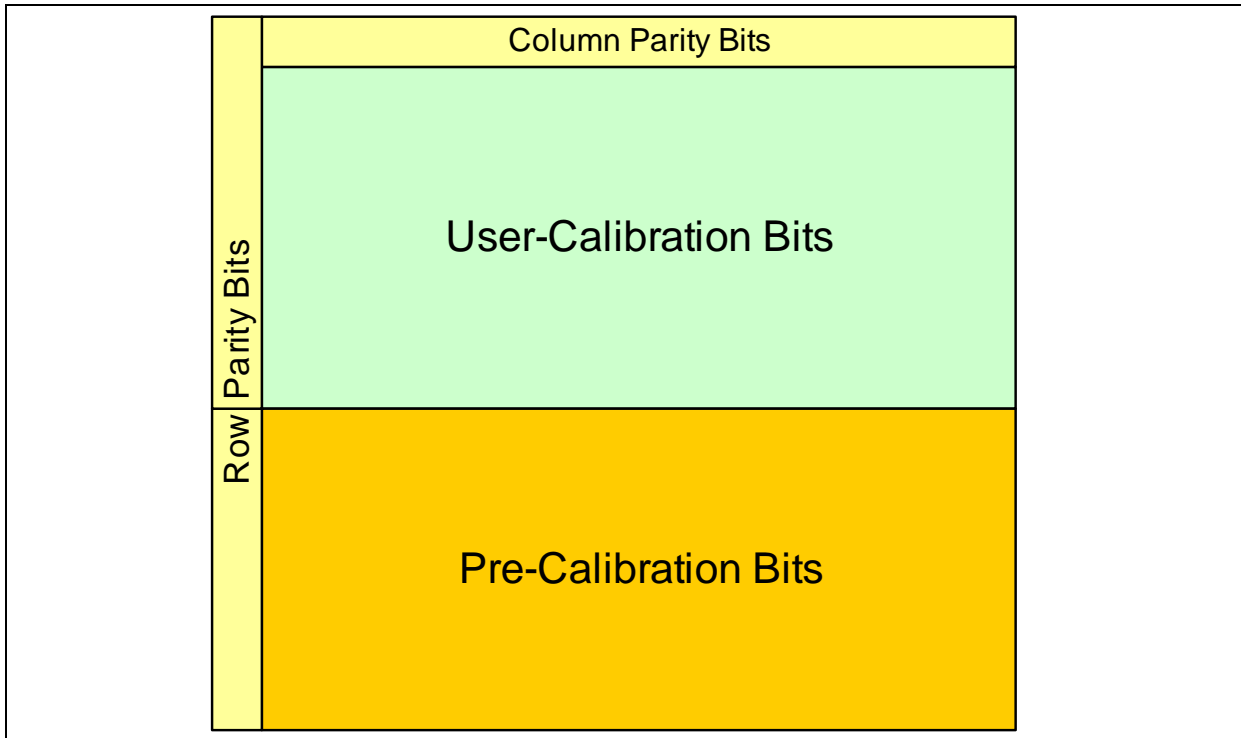 Column Parity Bits
User-Calibration Bits
Row Parity Bits
Pre-Calibration Bits